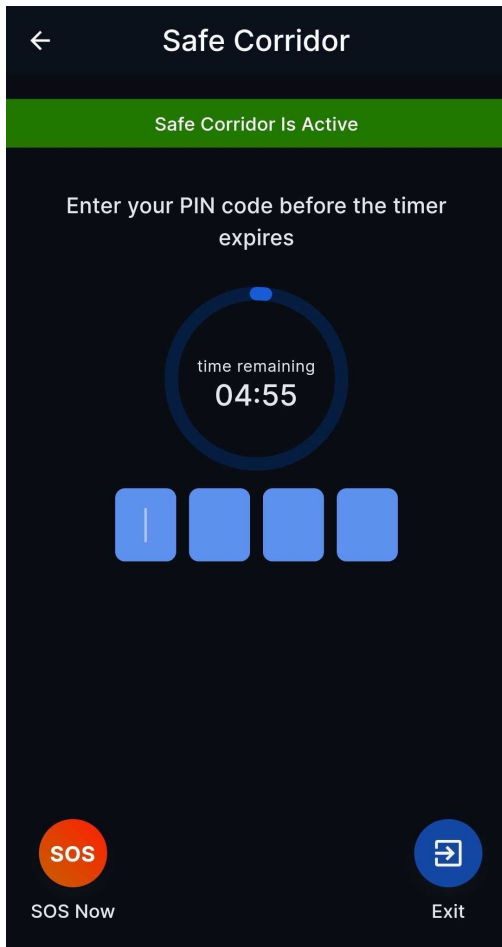 Safe Corridor
Safe Corridor Is Active
Enter your PIN code before the timer
expires
time remaining
04:55
SOS
SOS Now
Exit